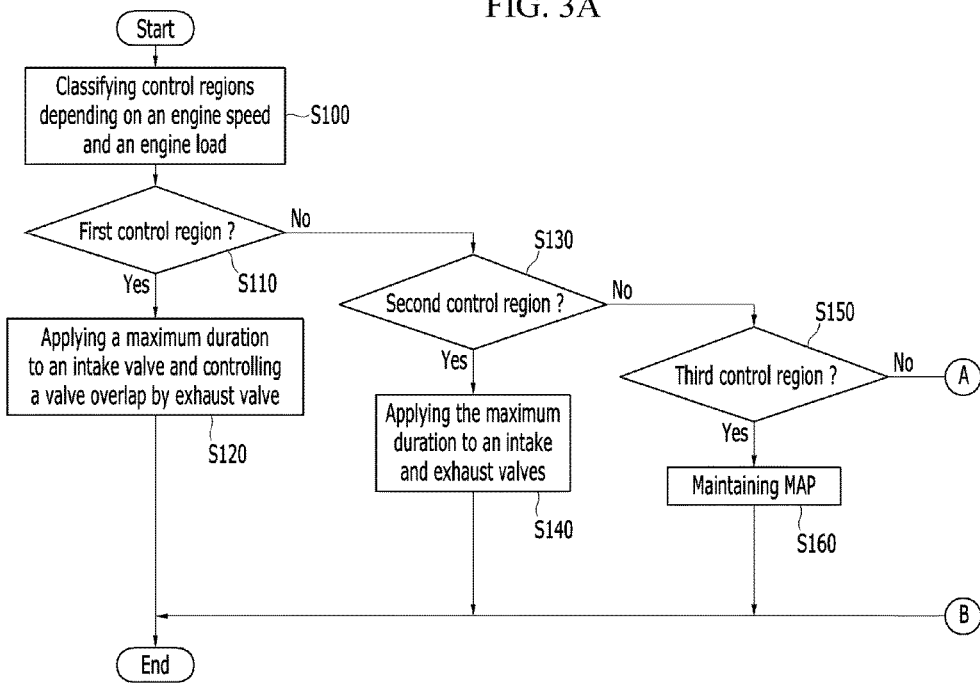 FIG. 3A
Start
Classifying control regions
depending on an engine speed
and an engine load
S100
First control region ?
No
S110
Yes
Applying a maximum duration
to an intake valve and controlling
a valve overlap by exhaust valve
S120
S130
Second control region ?
No
Yes
Applying the maximum
duration to an intake
and exhaust valves
S140
S150
Third control region ?
No
A
Yes
Maintaining MAP
S160
B
End